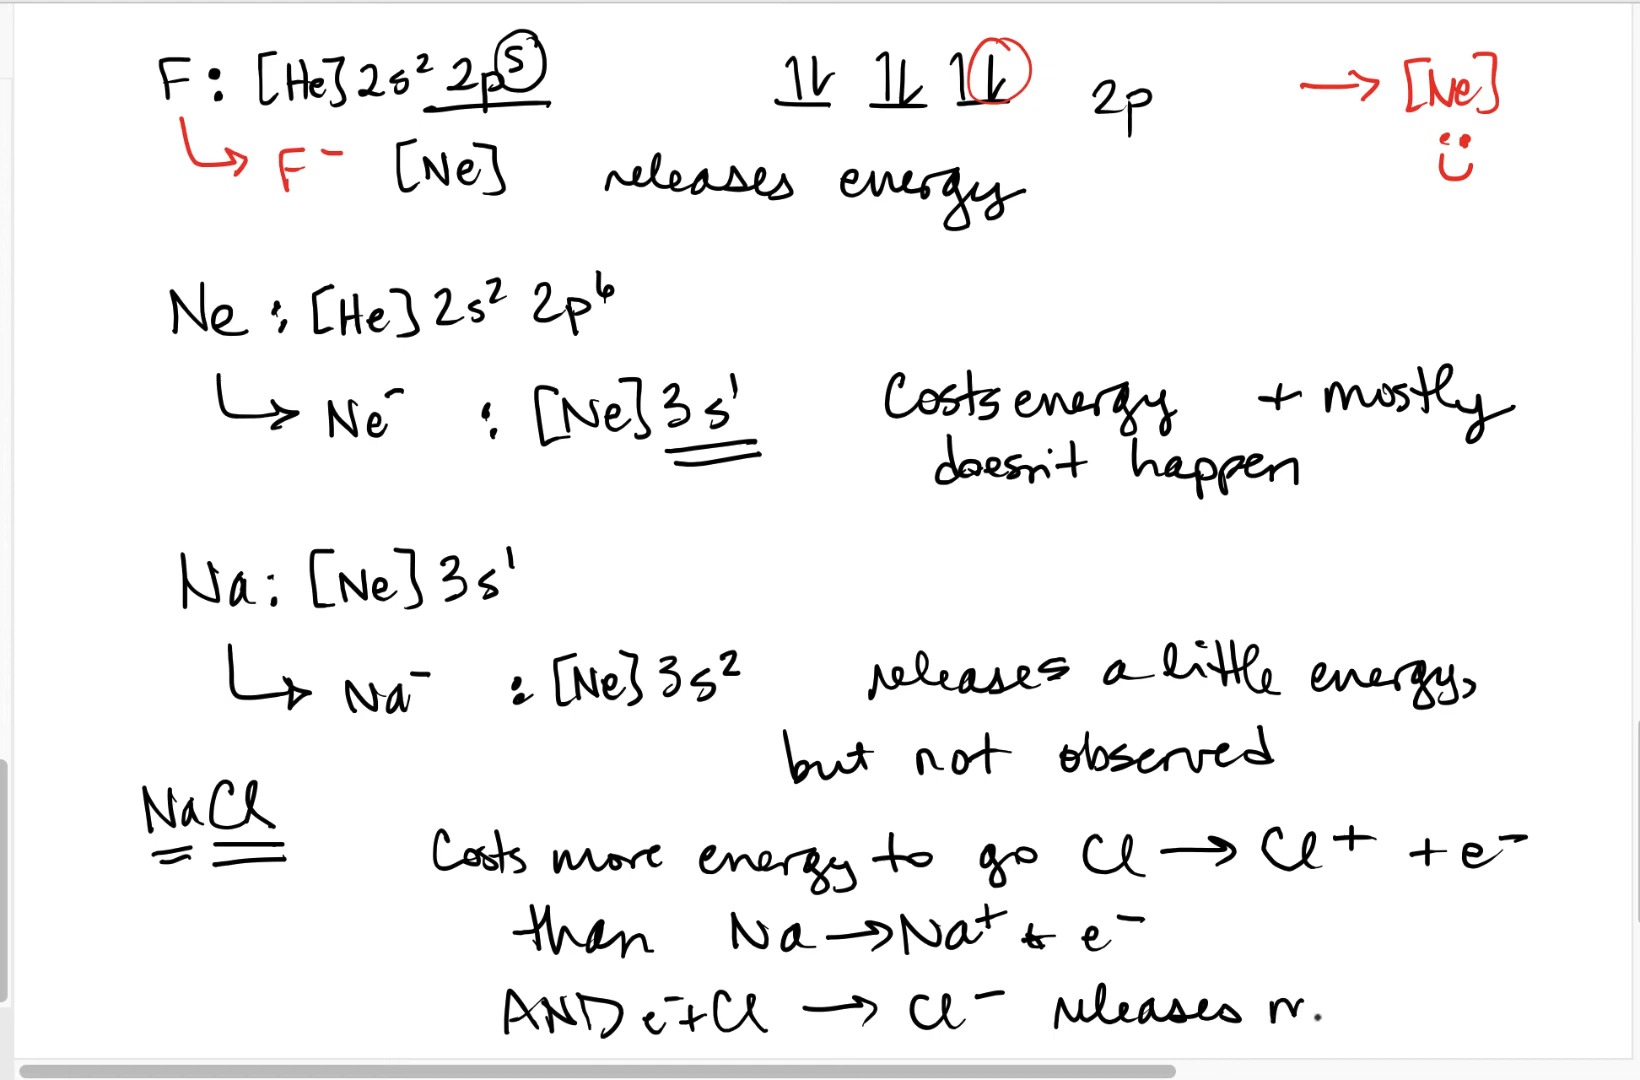 F: [He] 2s² 2p⁵ 1⇂ 1⇂ 1⇂ 2p → [Ne]
↳ F⁻ [Ne] releases energy
Ne: [He] 2s² 2p⁶
↳ Ne⁻ : [Ne] 3s¹ Costs energy + mostly
doesn't happen
Na: [Ne] 3s¹
↳ Na⁻ : [Ne] 3s² releases a little energy,
but not observed
NaCl
Costs more energy to go Cl → Cl⁺ + e⁻
than Na → Na⁺ + e⁻
AND e⁻ + Cl → Cl⁻ releases